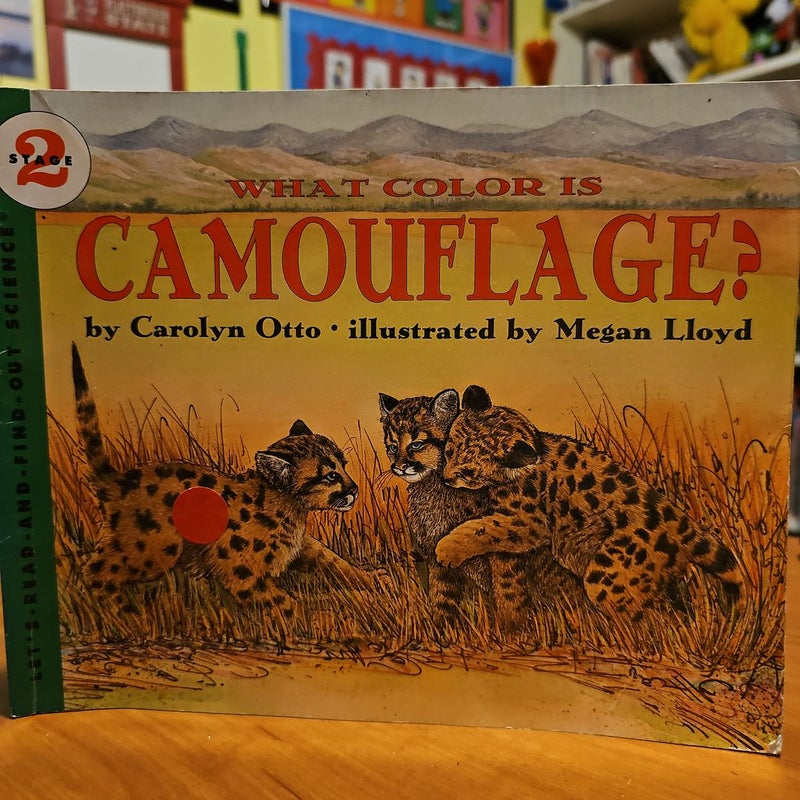 STATE
STAGE 2
WHAT COLOR IS
CAMOUFLAGE?
by Carolyn Otto • illustrated by Megan Lloyd
LET'S-READ-AND-FIND-OUT SCIENCE®